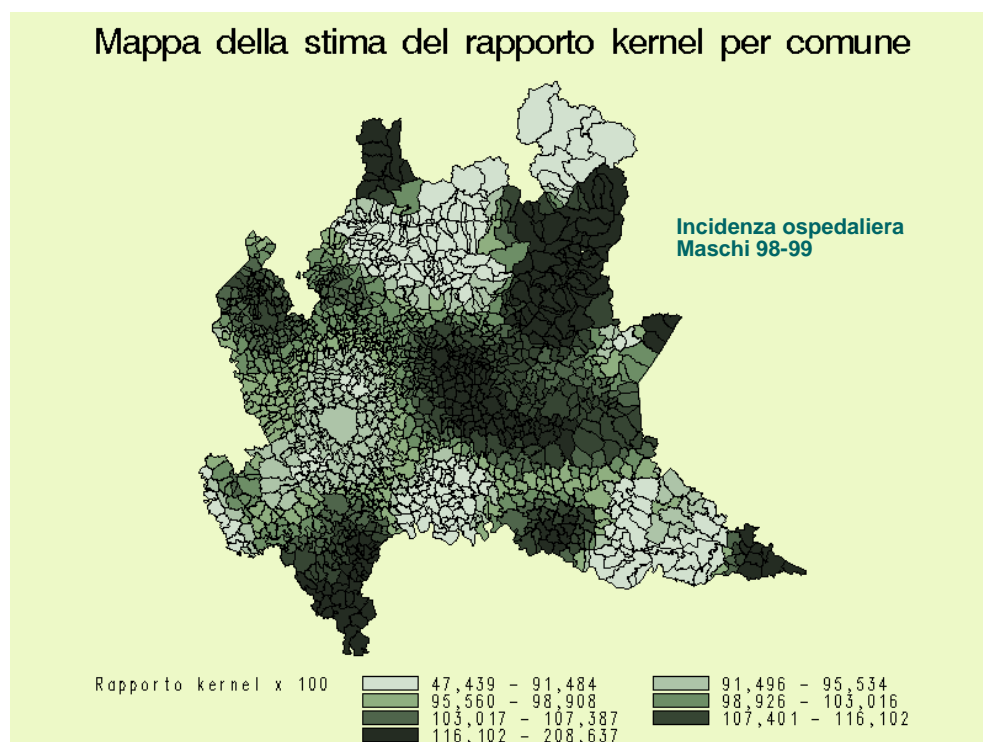 Mappa della stima del rapporto kernel per comune
Incidenza ospedaliera
Maschi 98-99
Rapporto kernel x 100
47,439 - 91,484
91,496 - 95,534
95,560 - 98,908
98,926 - 103,016
103,017 - 107,387
107,401 - 116,102
116,102 - 208,637